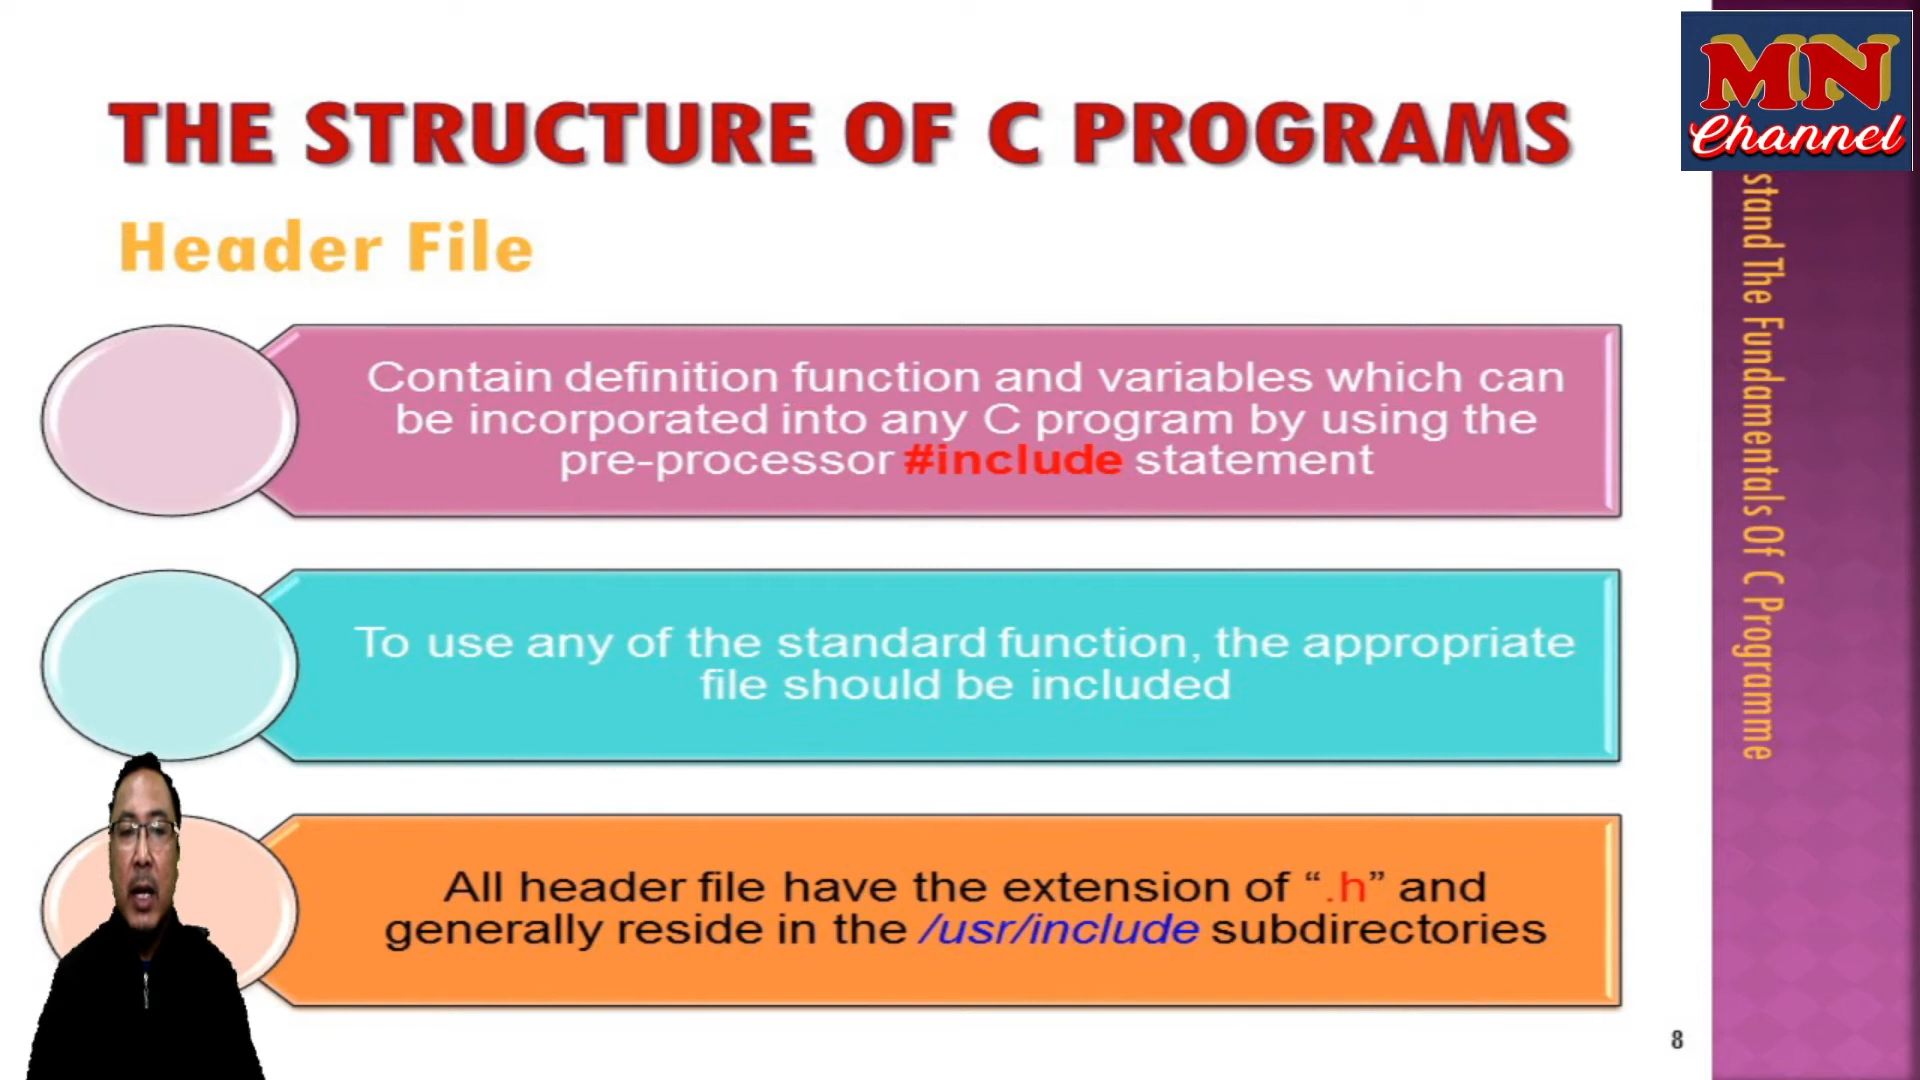 MN
Channel
THE STRUCTURE OF C PROGRAMS
Header File
Contain definition function and variables which can
be incorporated into any C program by using the
pre-processor #include statement
To use any of the standard function, the appropriate
file should be included
All header file have the extension of “.h” and
generally reside in the /usr/include subdirectories
stand The Fundamentals Of C Programme
8